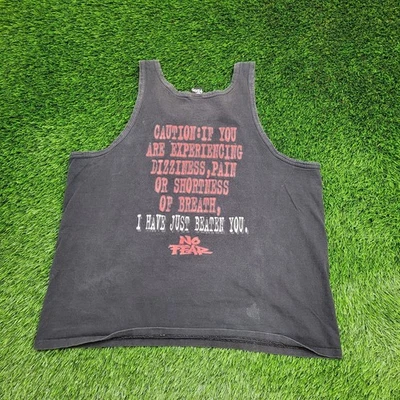 CAUTION:IF YOU
ARE EXPERIENCING
DIZZINESS,PAIN
OR SHORTNESS
OF BREATH,
I HAVE JUST BEATEN YOU.
NO
FEAR